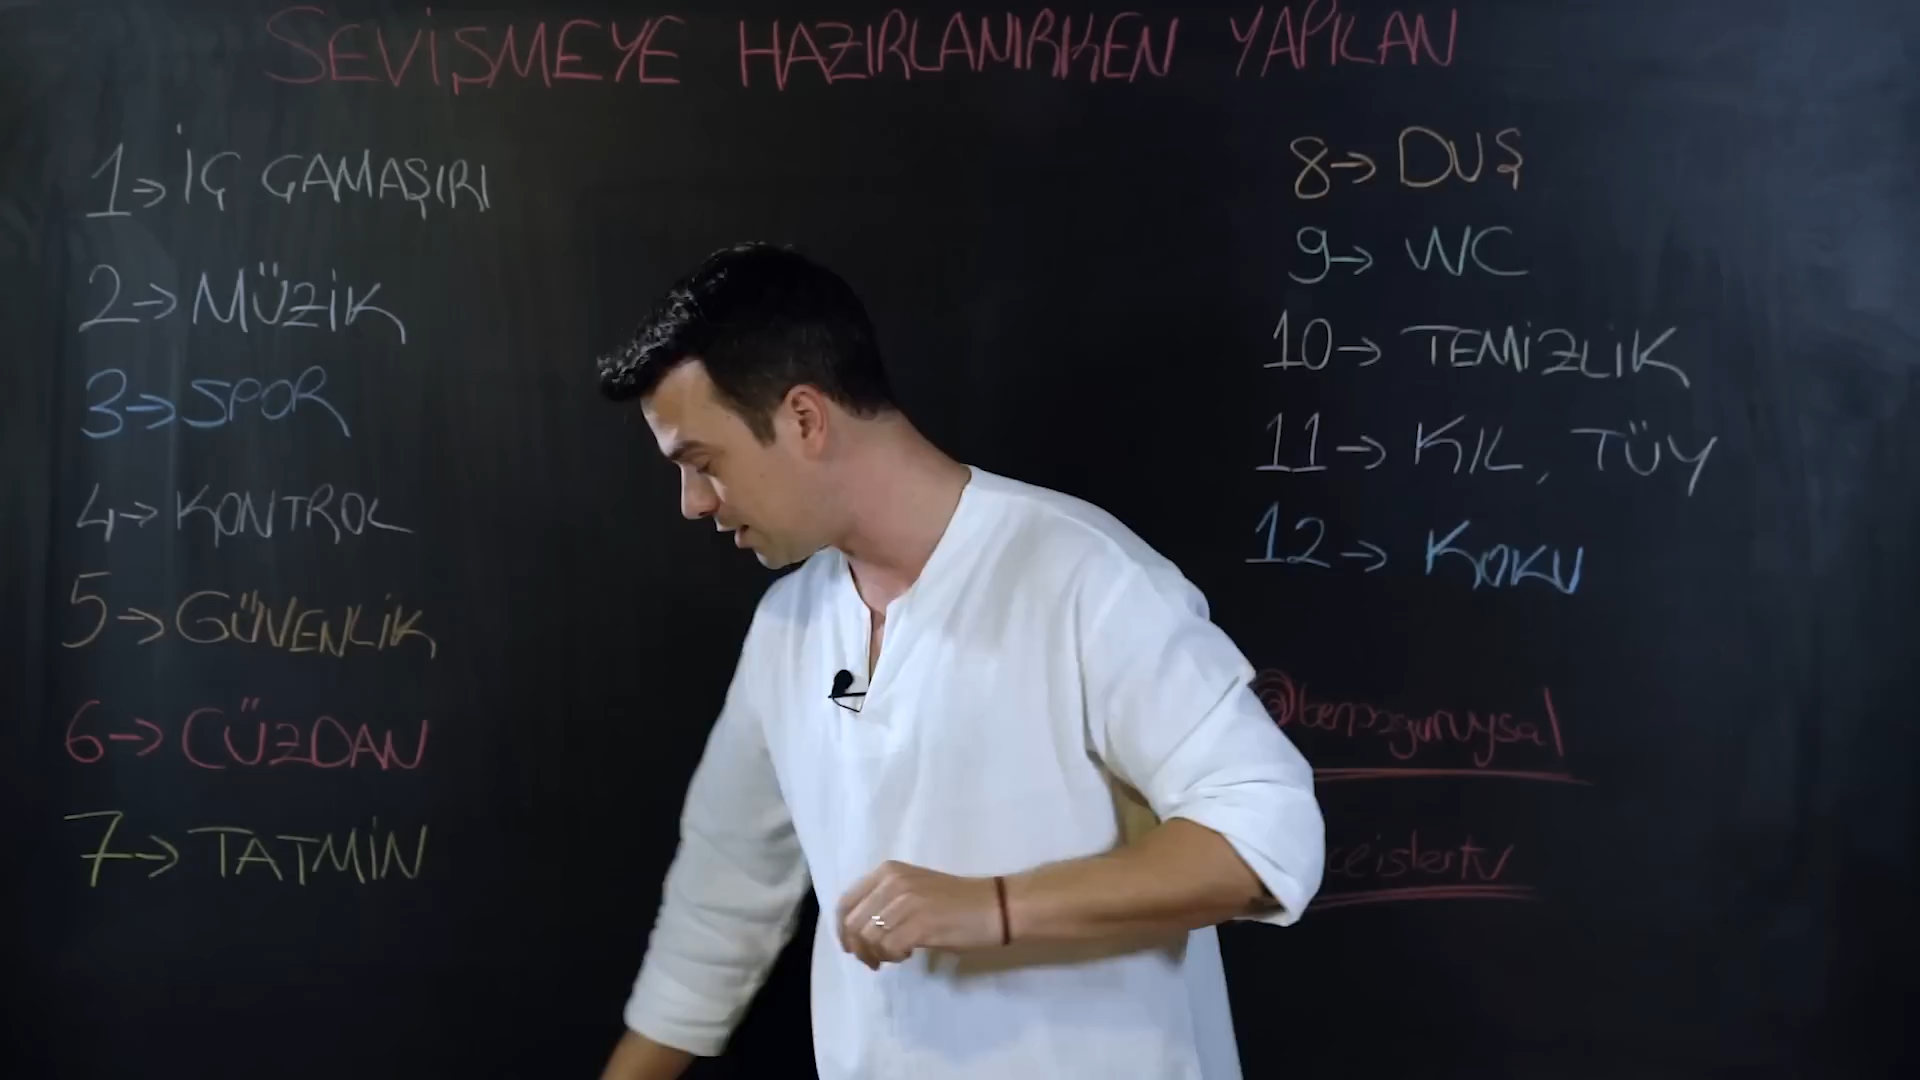 SEVİŞMEYE HAZIRLANIRKEN YAPILAN
1→ İÇ ÇAMAŞIRI
2→ MÜZİK
3→ SPOR
4→ KONTROL
5→ GÜVENLİK
6→ CÜZDAN
7→ TATMİN
8→ DUŞ
9→ WC
10→ TEMİZLİK
11→ KIL, TÜY
12→ KOKU